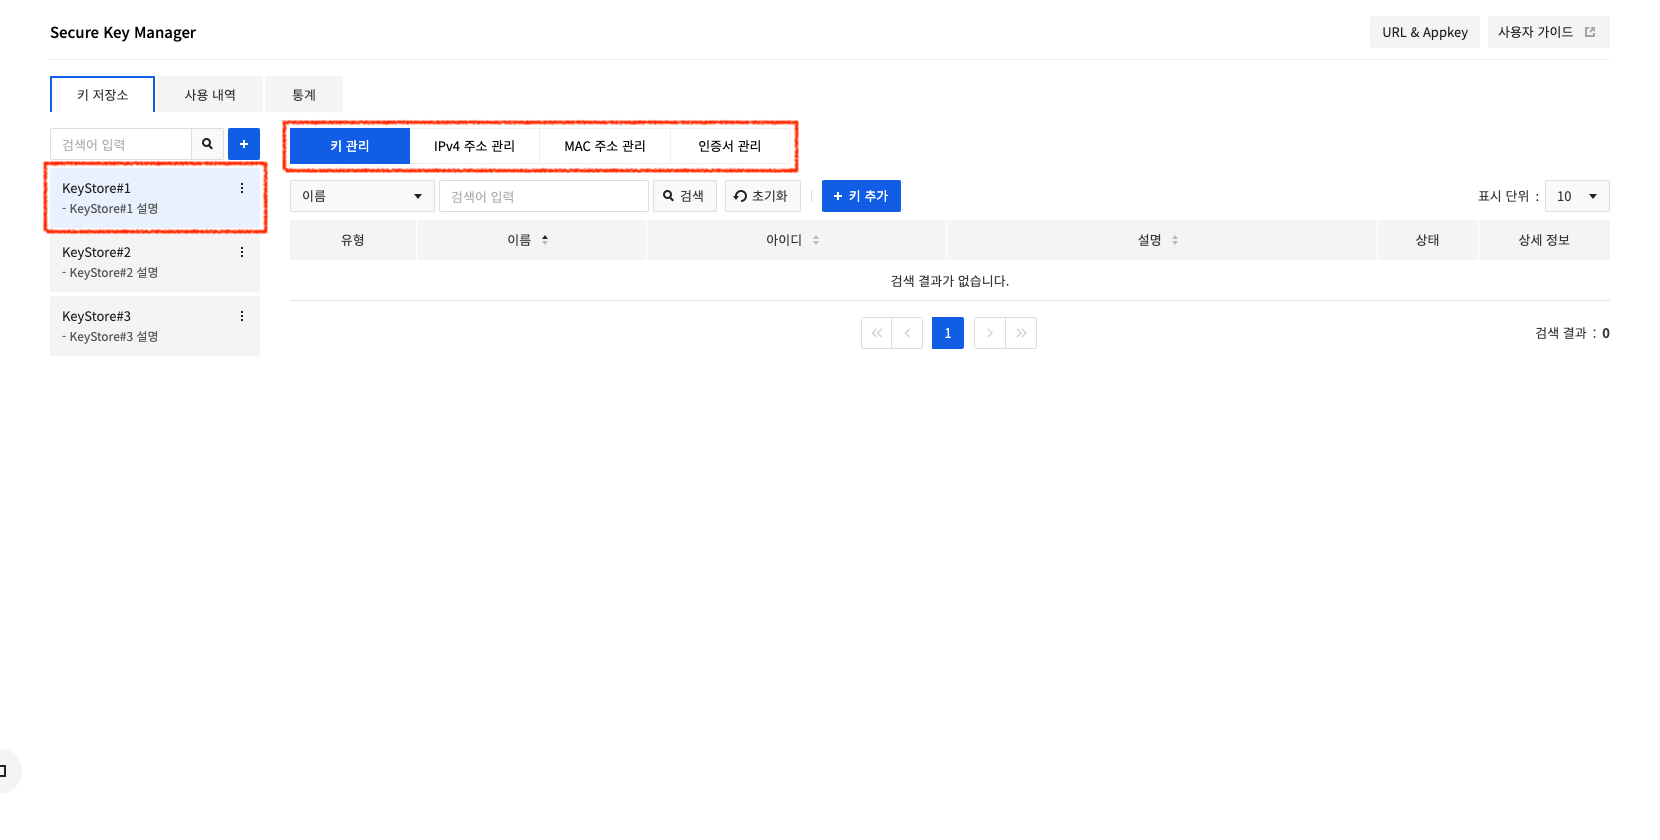 Secure Key Manager
URL & Appkey
사용자 가이드
키 저장소
사용 내역
통계
검색어 입력
KeyStore#1
- KeyStore#1 설명
KeyStore#2
- KeyStore#2 설명
KeyStore#3
- KeyStore#3 설명
키 관리
IPv4 주소 관리
MAC 주소 관리
인증서 관리
이름
검색어 입력
검색
초기화
+ 키 추가
표시 단위 :
10
유형
이름
아이디
설명
상태
상세 정보
검색 결과가 없습니다.
1
검색 결과 : 0